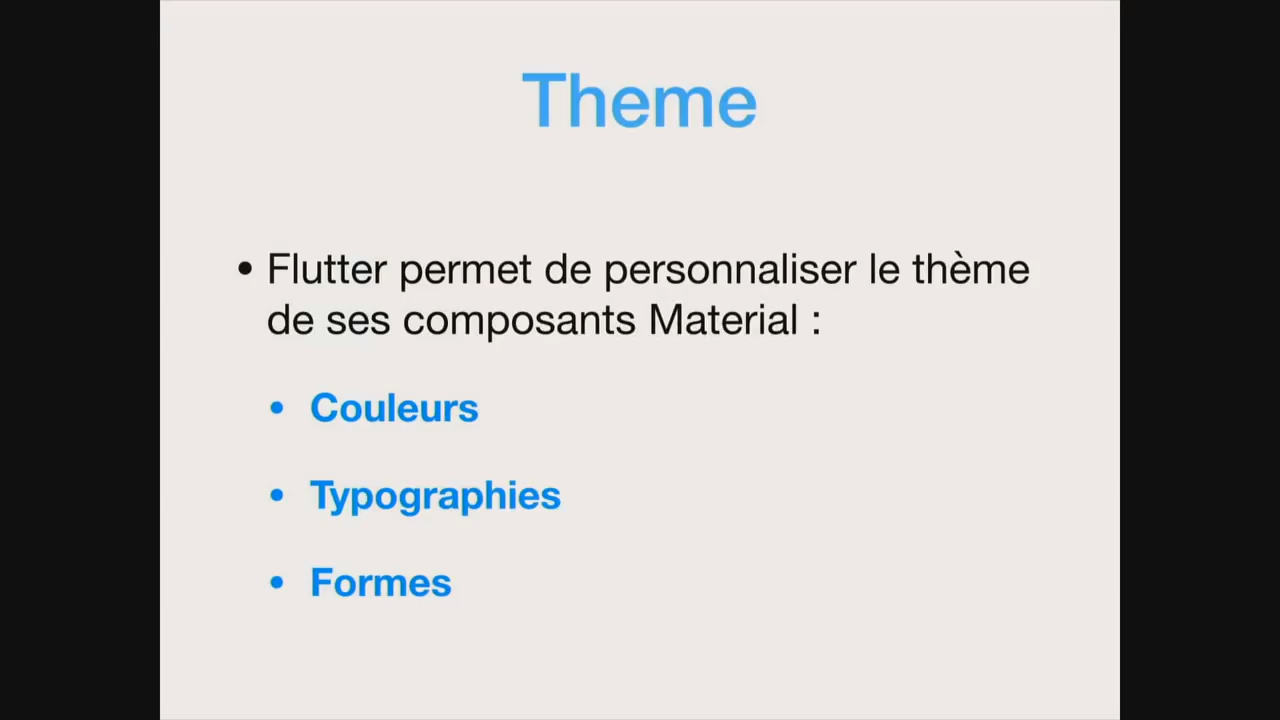 Theme
• Flutter permet de personnaliser le thème
de ses composants Material :
• Couleurs
• Typographies
• Formes